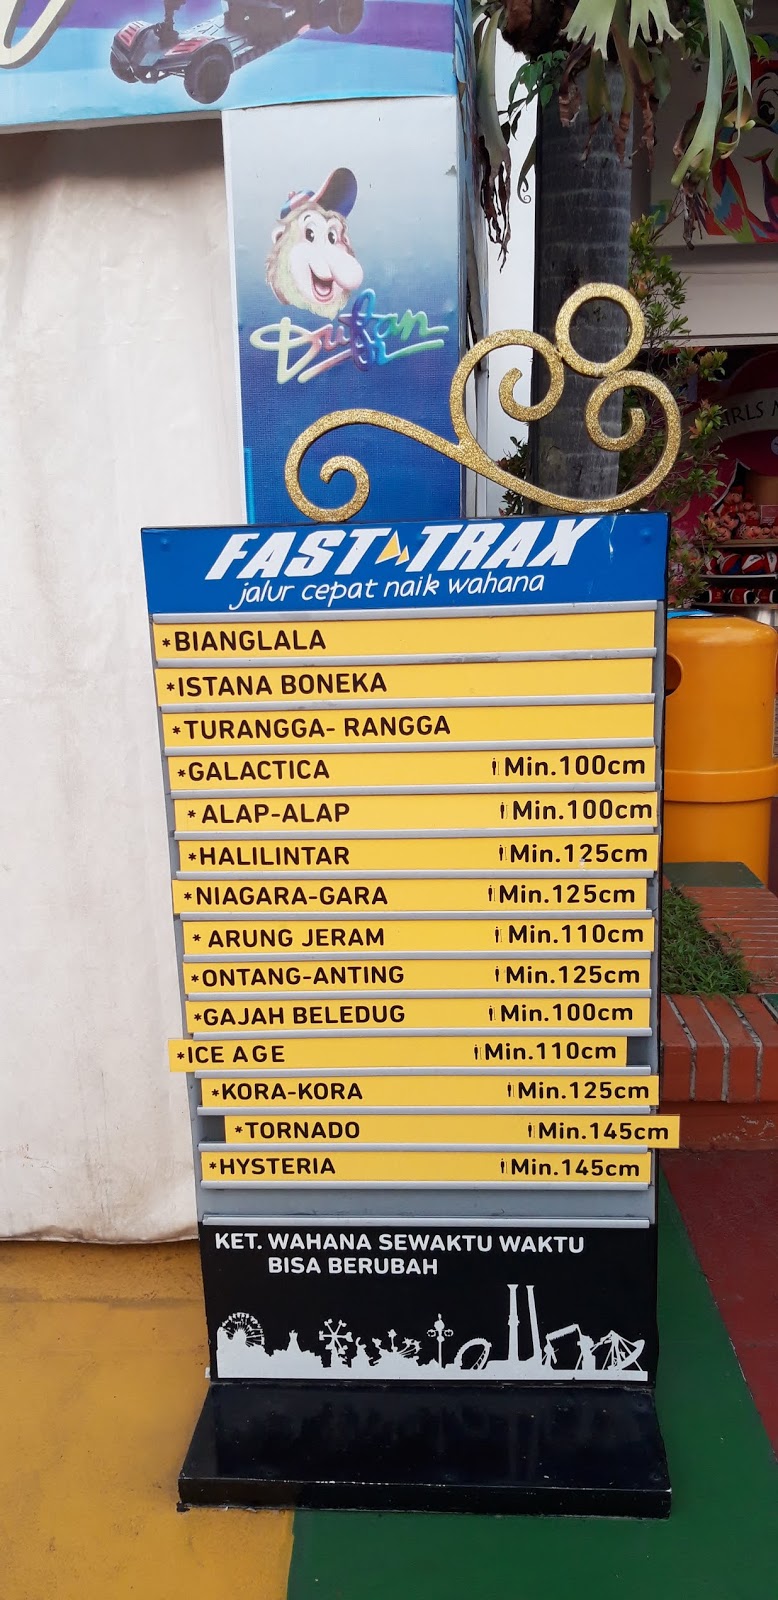 Dufan
FAST TRAX
jalur cepat naik wahana
*BIANGLALA
*ISTANA BONEKA
*TURANGGA- RANGGA
*GALACTICA Min.100cm
* ALAP-ALAP Min.100cm
*HALILINTAR Min.125cm
*NIAGARA-GARA Min.125cm
* ARUNG JERAM Min.110cm
*ONTANG-ANTING Min.125cm
*GAJAH BELEDUG Min.100cm
*ICE AGE Min.110cm
*KORA-KORA Min.125cm
*TORNADO Min.145cm
*HYSTERIA Min.145cm
KET. WAHANA SEWAKTU WAKTU
BISA BERUBAH